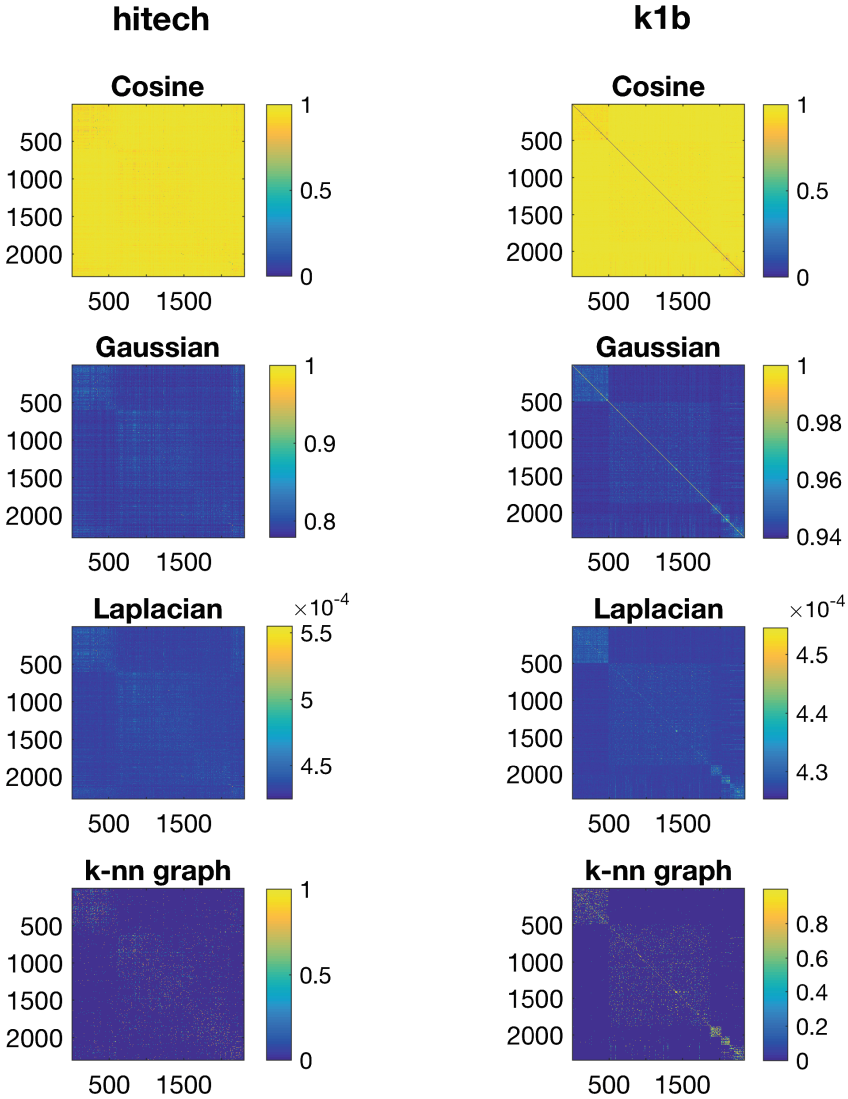 hitech k1b
Cosine Cosine
1 1
500 500
1000 0.5 1000 0.5
1500 1500
2000 0 2000 0
500 1500 500 1500
Gaussian Gaussian
1 1
500 500 0.98
1000 0.9 1000
1500 1500 0.96
2000 0.8 2000 0.94
500 1500 500 1500
Laplacian ×10-4 Laplacian ×10-4
5.5
500 500 4.5
1000 5 1000
1500 1500 4.4
2000 4.5 2000 4.3
500 1500 500 1500
k-nn graph k-nn graph
1
500 500 0.8
1000 0.5 1000 0.6
1500 1500 0.4
2000 2000 0.2
0 0
500 1500 500 1500